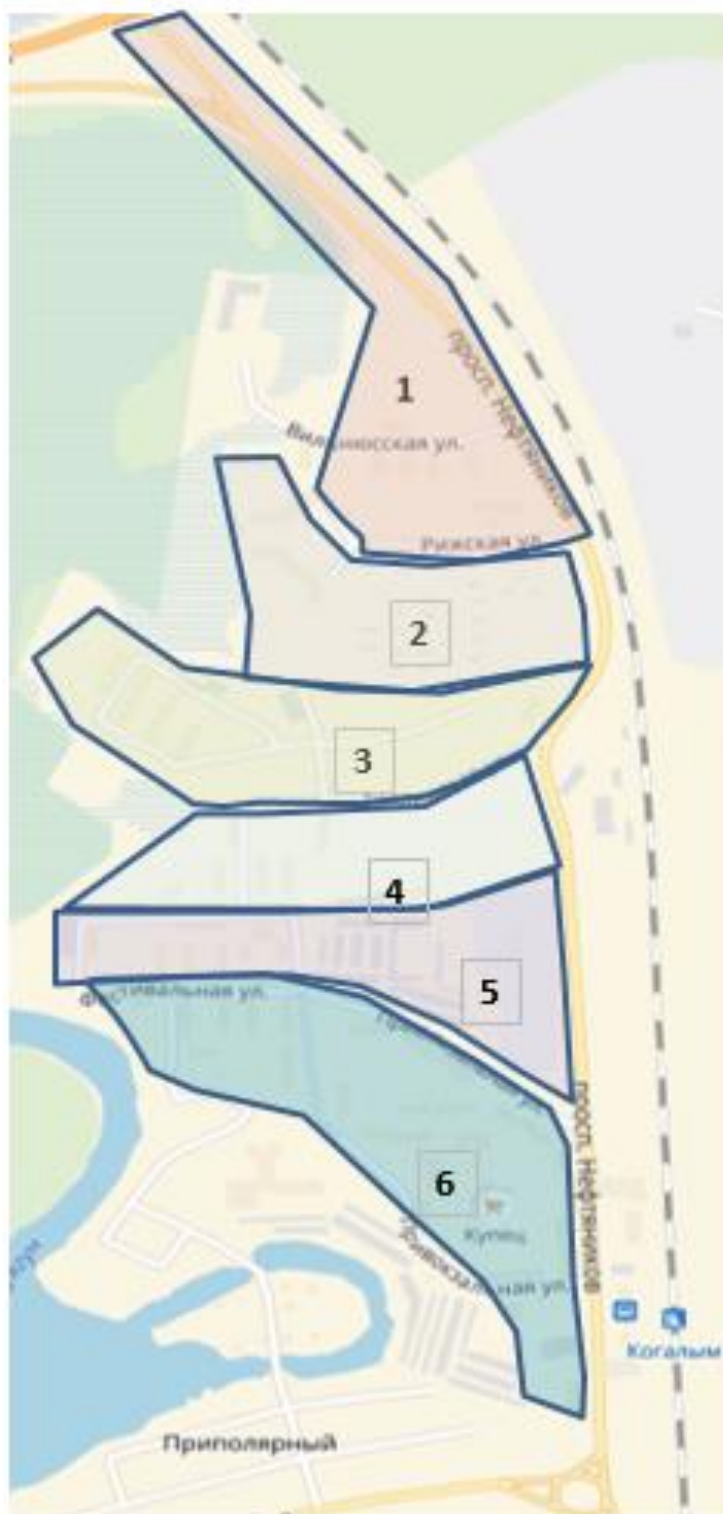 просп. Нефтяников
1
Вильнюсская ул.
Рижская ул.
2
3
4
5
Фестивальная ул.
6
Купец
просп. Нефтяников
Привокзальная ул.
Когалым
Приполярный